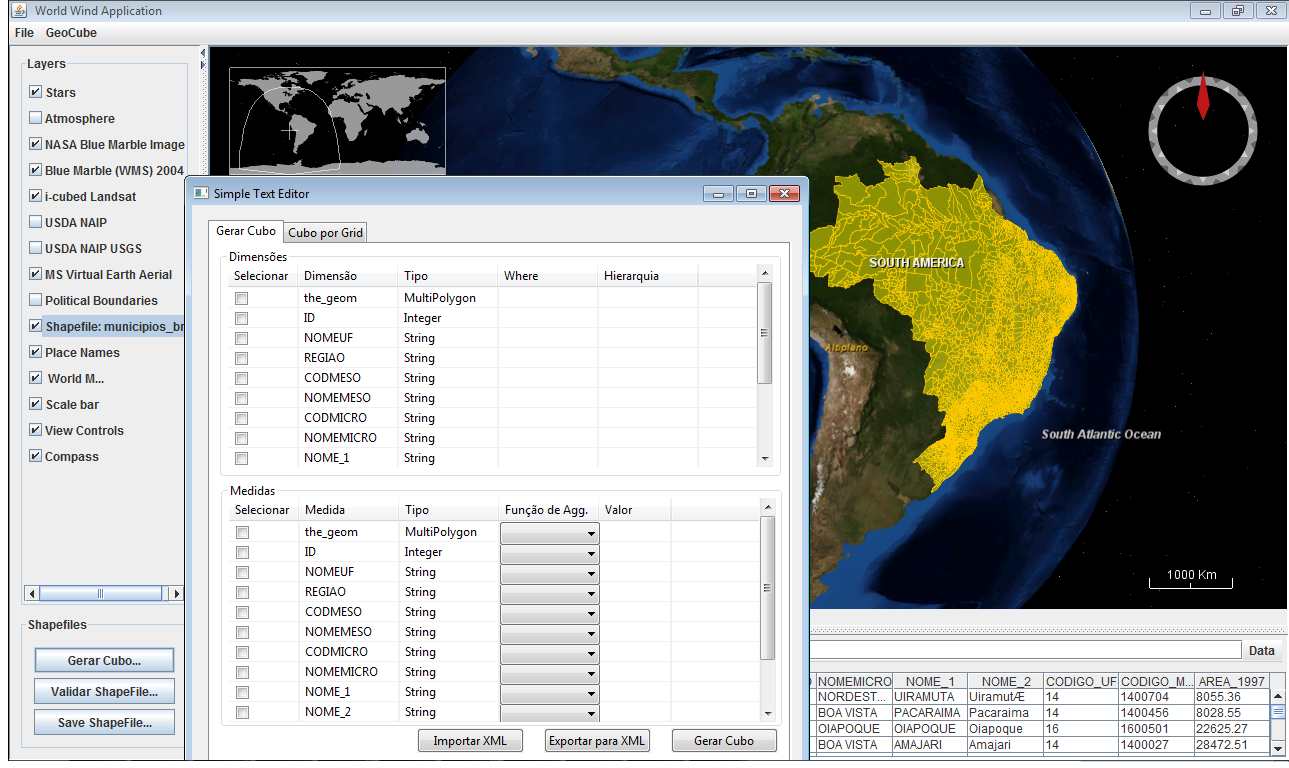 World Wind Application
File GeoCube
Layers
Stars
Atmosphere
NASA Blue Marble Image
Blue Marble (WMS) 2004
i-cubed Landsat
USDA NAIP
USDA NAIP USGS
MS Virtual Earth Aerial
Political Boundaries
Shapefile: municipios_br
Place Names
World M...
Scale bar
View Controls
Compass
Shapefiles
Gerar Cubo...
Validar ShapeFile...
Save ShapeFile...
Simple Text Editor
Gerar Cubo Cubo por Grid
Dimensões
Selecionar Dimensão Tipo Where Hierarquia
the_geom MultiPolygon
ID Integer
NOMEUF String
REGIAO String
CODMESO String
NOMEMESO String
CODMICRO String
NOMEMICRO String
NOME_1 String
Medidas
Selecionar Medida Tipo Função de Agg. Valor
the_geom MultiPolygon
ID Integer
NOMEUF String
REGIAO String
CODMESO String
NOMEMESO String
CODMICRO String
NOMEMICRO String
NOME_1 String
NOME_2 String
Importar XML Exportar para XML Gerar Cubo
SOUTH AMERICA
Altiplano
South Atlantic Ocean
1000 Km
Data
NOMEMICRO NOME_1 NOME_2 CODIGO_UF CODIGO_M... AREA_1997
NORDEST... UIRAMUTA UiramutÆ 14 1400704 8055.36
BOA VISTA PACARAIMA Pacaraima 14 1400456 8028.55
OIAPOQUE OIAPOQUE Oiapoque 16 1600501 22625.27
BOA VISTA AMAJARI Amajari 14 1400027 28472.51